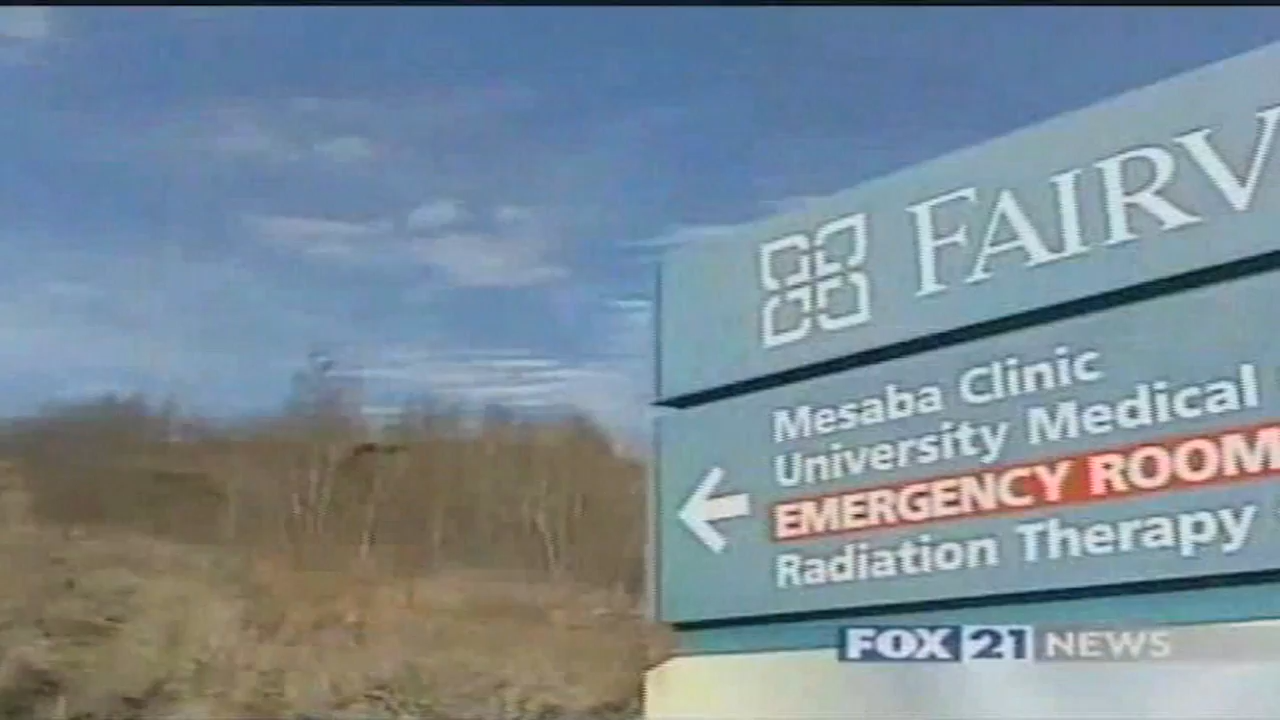 FAIRV
Mesaba Clinic
University Medical
EMERGENCY ROOM
Radiation Therapy
FOX 21 NEWS